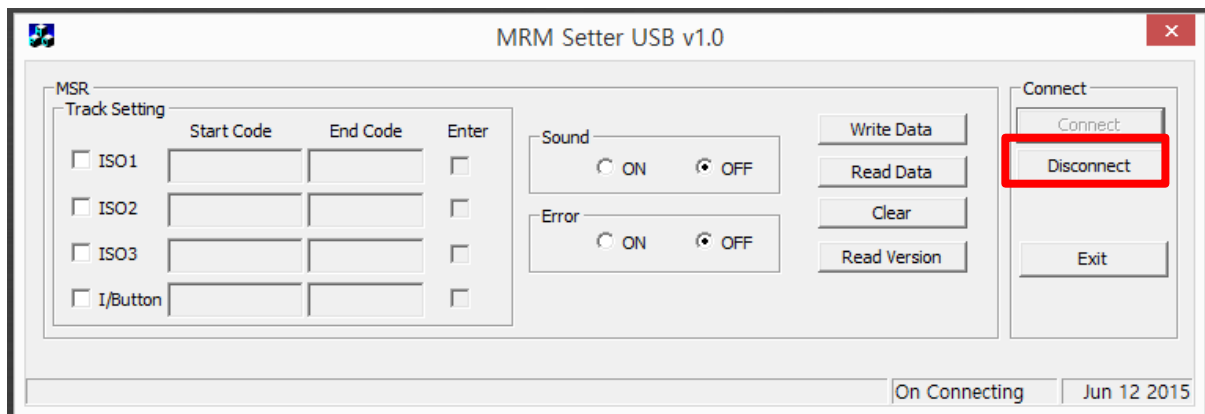 MRM Setter USB v1.0
MSR
Track Setting
Start Code End Code Enter
ISO1
ISO2
ISO3
I/Button
Sound
ON OFF
Error
ON OFF
Write Data
Read Data
Clear
Read Version
Connect
Connect
Disconnect
Exit
On Connecting Jun 12 2015